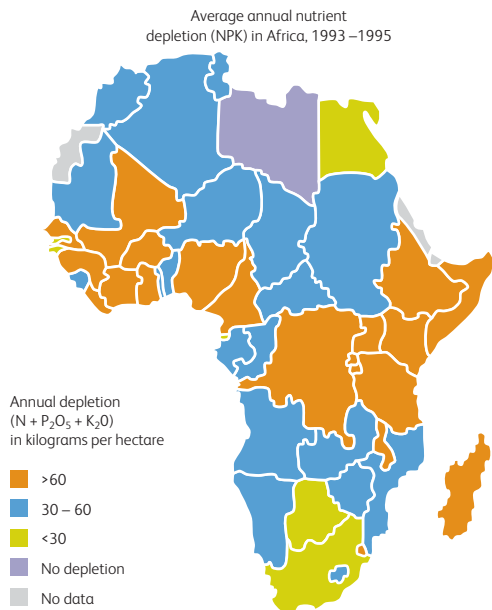 Average annual nutrient
depletion (NPK) in Africa, 1993 –1995
Annual depletion
(N + P₂O₅ + K₂0)
in kilograms per hectare
>60
30 – 60
<30
No depletion
No data